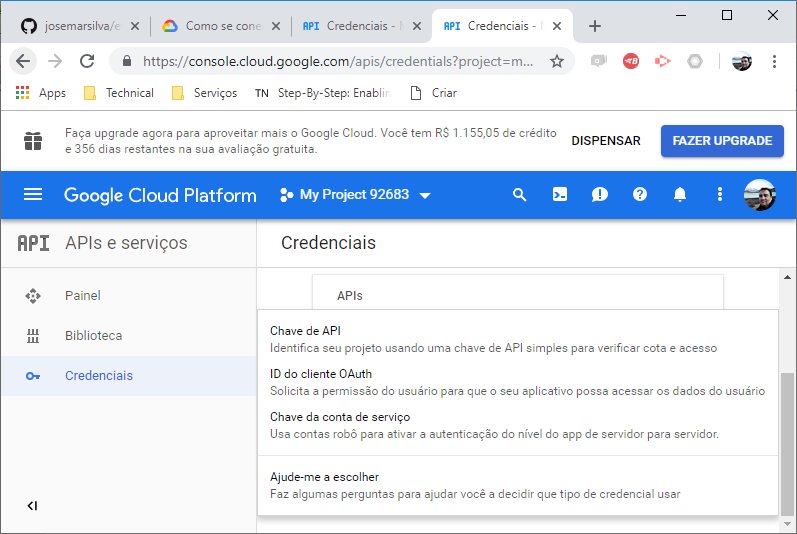 josemarsilva/e
Como se cone
API Credenciais - M
API Credenciais - M
https://console.cloud.google.com/apis/credentials?project=m...
Apps
Technical
Serviços
TN Step-By-Step: Enablin
Criar
Faça upgrade agora para aproveitar mais o Google Cloud. Você tem R$ 1.155,05 de crédito
e 356 dias restantes na sua avaliação gratuita.
DISPENSAR
FAZER UPGRADE
Google Cloud Platform
My Project 92683
API APIs e serviços
Credenciais
Painel
Biblioteca
Credenciais
APIs
Chave de API
Identifica seu projeto usando uma chave de API simples para verificar cota e acesso
ID do cliente OAuth
Solicita a permissão do usuário para que o seu aplicativo possa acessar os dados do usuário
Chave da conta de serviço
Usa contas robô para ativar a autenticação do nível do app de servidor para servidor.
Ajude-me a escolher
Faz algumas perguntas para ajudar você a decidir que tipo de credencial usar